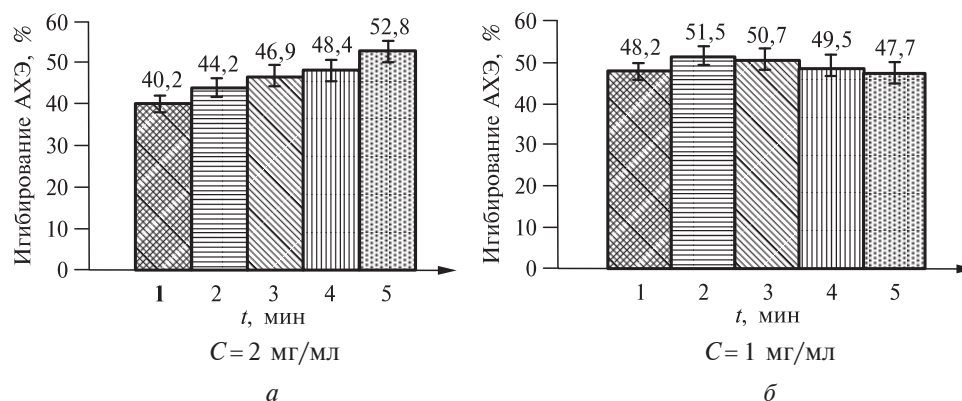 Игибирование АХЭ, %
60
50
40
30
20
10
0
40,2
44,2
46,9
48,4
52,8
1 2 3 4 5
t, мин
C = 2 мг/мл
а
Игибирование АХЭ, %
60
50
40
30
20
10
0
48,2
51,5
50,7
49,5
47,7
1 2 3 4 5
t, мин
C = 1 мг/мл
б